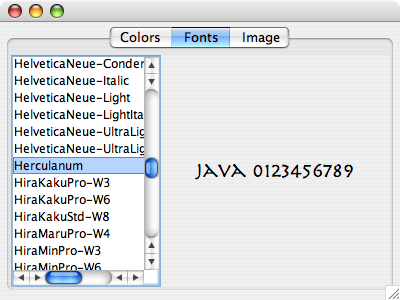 Colors Fonts Image
HelveticaNeue-Conden
HelveticaNeue-Italic
HelveticaNeue-Light
HelveticaNeue-LightIta
HelveticaNeue-UltraLig
HelveticaNeue-UltraLig
Herculanum
HiraKakuPro-W3
HiraKakuPro-W6
HiraKakuStd-W8
HiraMaruPro-W4
HiraMinPro-W3
HiraMinPro-W6
Java 0123456789